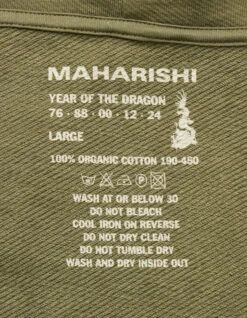 MAHARISHI
YEAR OF THE DRAGON
76-88-00-12-24
LARGE
100% ORGANIC COTTON 190-450
WASH AT OR BELOW 30
DO NOT BLEACH
COOL IRON ON REVERSE
DO NOT DRY CLEAN
DO NOT TUMBLE DRY
WASH AND DRY INSIDE OUT